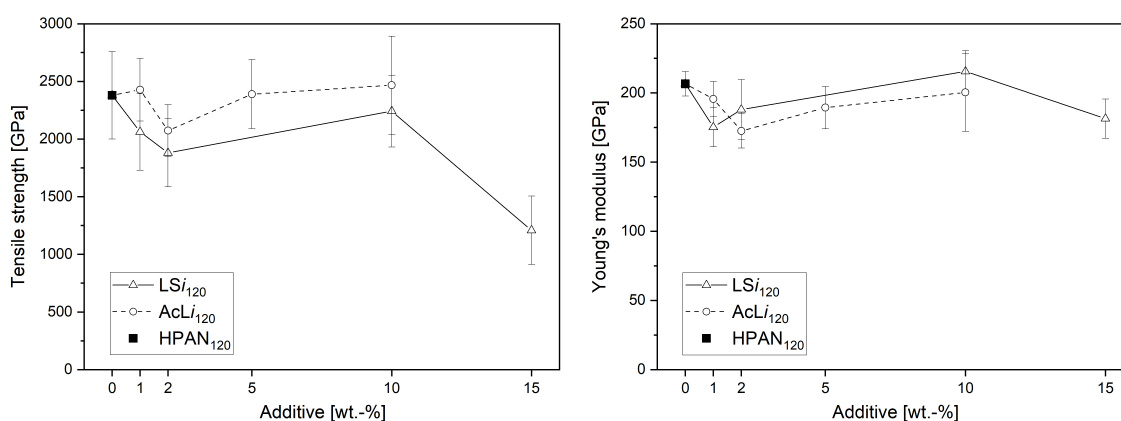 3000
2500
2000
1500
1000
500
0
Tensile strength [GPa]
LSi120
AcLi120
HPAN120
0 1 2 5 10 15
Additive [wt.-%]
250
200
150
100
50
0
Young's modulus [GPa]
LSi120
AcLi120
HPAN120
0 1 2 5 10 15
Additive [wt.-%]